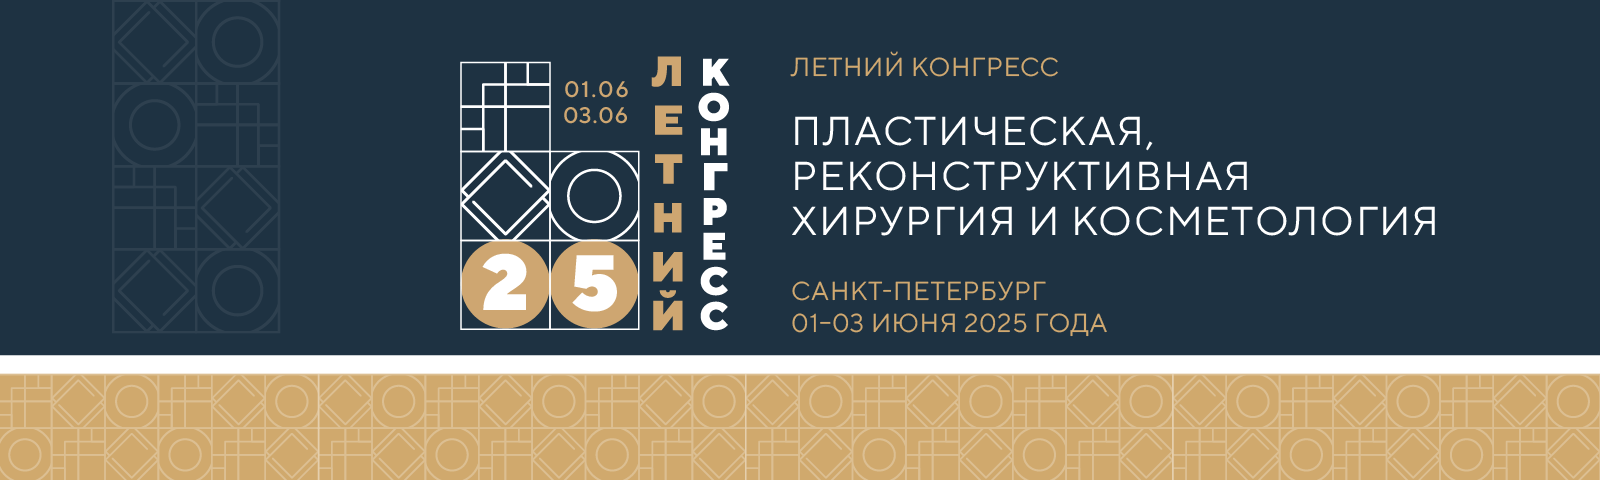 01.06
03.06
25
ЛЕТНИЙ
КОНГРЕСС
ЛЕТНИЙ КОНГРЕСС
ПЛАСТИЧЕСКАЯ,
РЕКОНСТРУКТИВНАЯ
ХИРУРГИЯ И КОСМЕТОЛОГИЯ
САНКТ-ПЕТЕРБУРГ
01–03 ИЮНЯ 2025 ГОДА